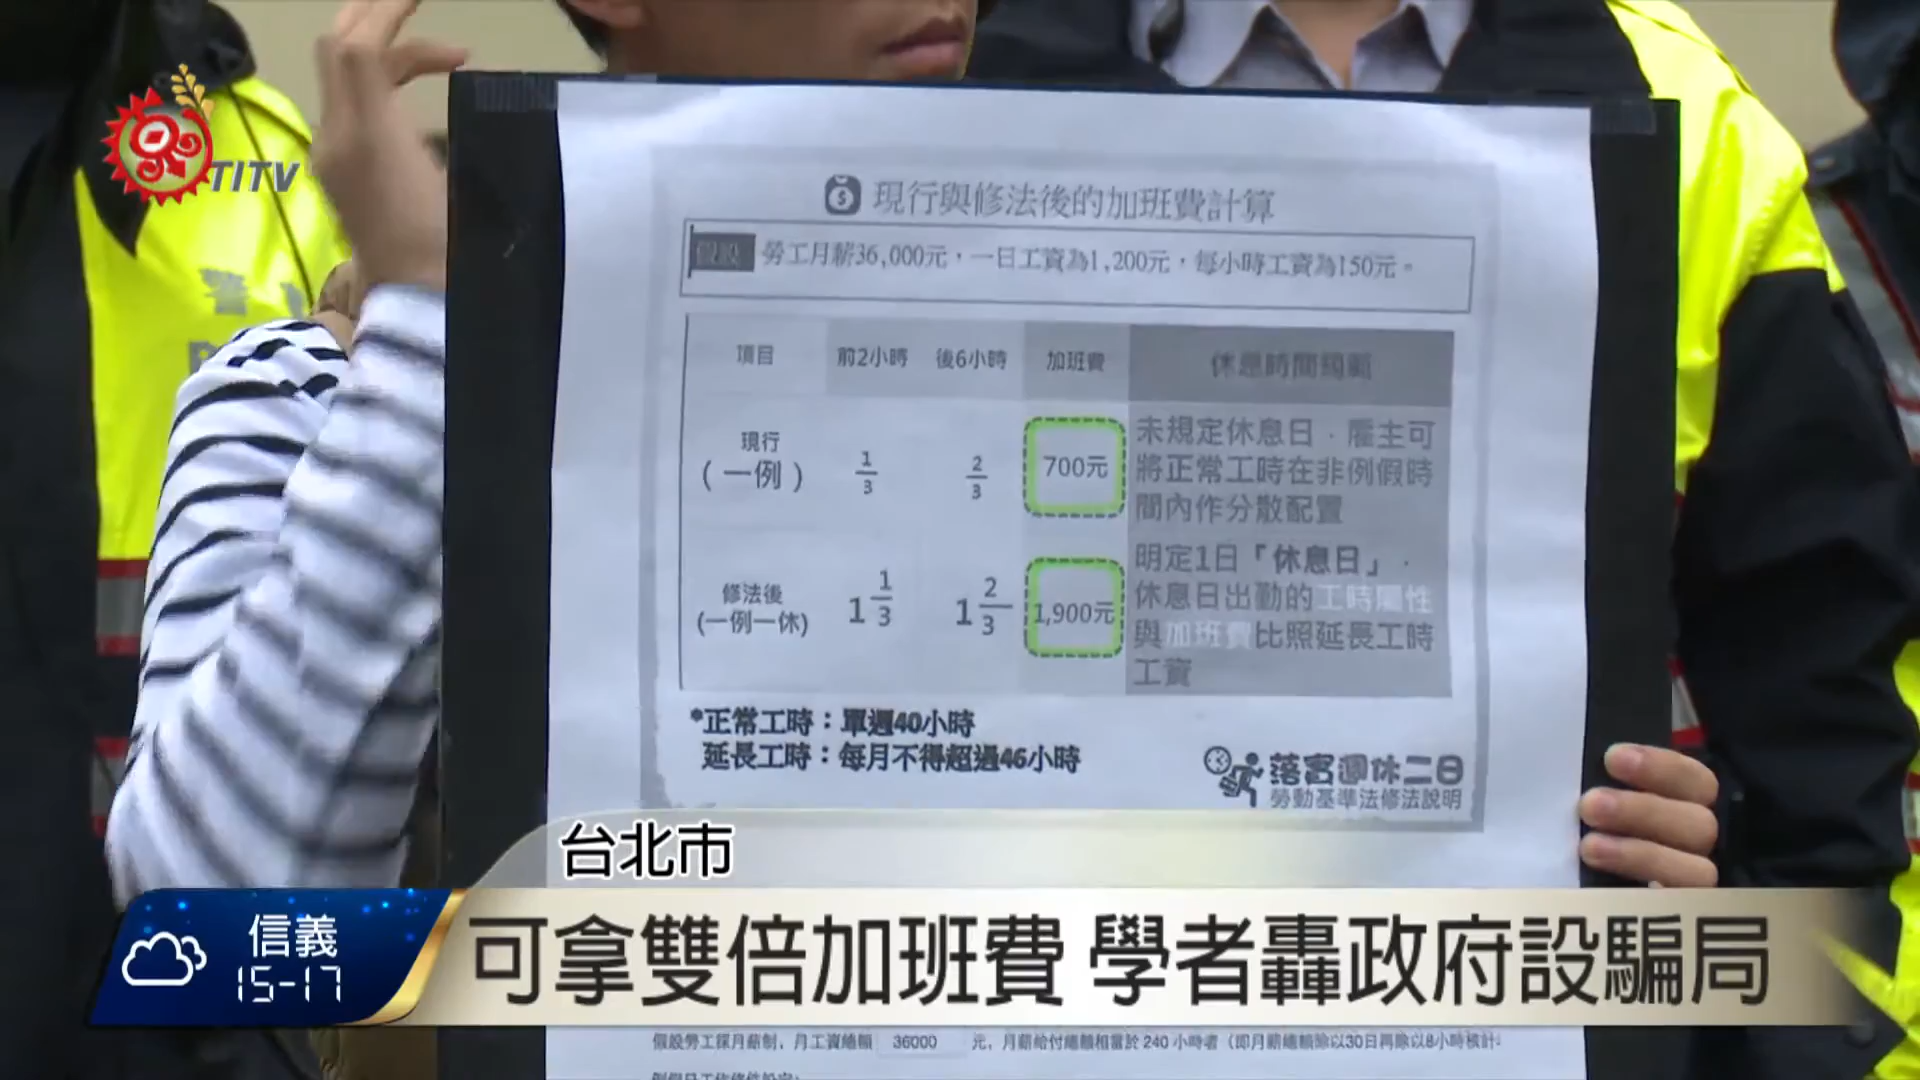 TITV
現行與修法後的加班費計算
假設 勞工月薪36,000元，一日工資為1,200元，每小時工資為150元。
項目 前2小時 後6小時 加班費 休息時間規範
現行
(一例) 1/3 2/3 700元
未規定休息日，雇主可
將正常工時在非例假時
間內作分散配置
修法後
(一例一休) 1 1/3 1 2/3 1,900元
明定1日「休息日」，
休息日出勤的工時屬性
與加班費比照延長工時
工資
*正常工時：單週40小時
延長工時：每月不得超過46小時
落實週休二日
勞動基準法修法說明
台北市
信義
15-17
可拿雙倍加班費 學者轟政府設騙局
假設勞工採月薪制，月工資總額 36000 元，月薪給付總額相當於 240 小時者（即月薪總額除以30日再除以8小時核計